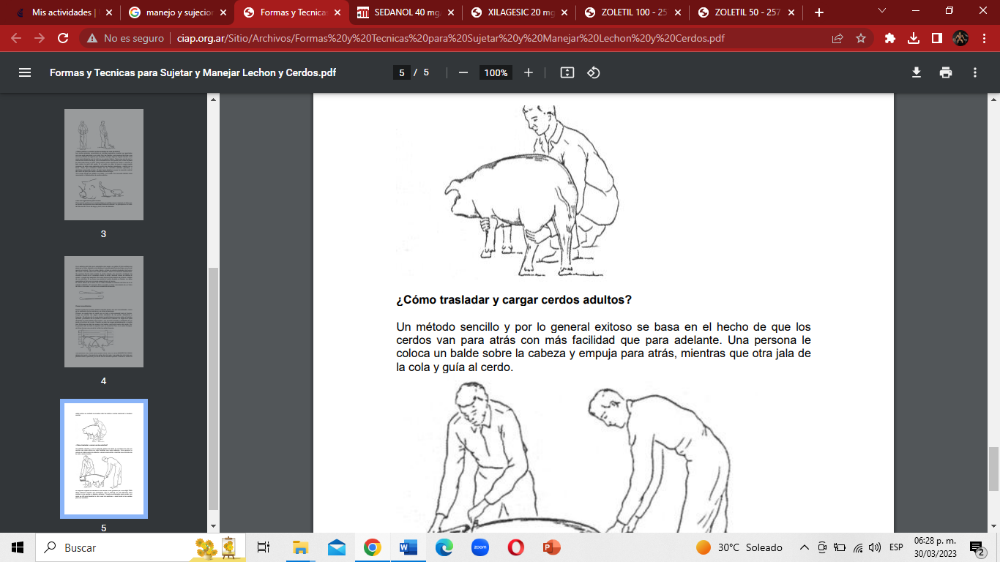 Mis actividades |
manejo y sujecion
Formas y Tecnicas
SEDANOL 40 mg/
XILAGESIC 20 mg
ZOLETIL 100 - 25
ZOLETIL 50 - 257
No es seguro
ciap.org.ar/Sitio/Archivos/Formas%20y%20Tecnicas%20para%20Sujetar%20y%20Manejar%20Lechon%20y%20Cerdos.pdf
Formas y Tecnicas para Sujetar y Manejar Lechon y Cerdos.pdf
5 / 5
100%
3
4
5
¿Cómo trasladar y cargar cerdos adultos?
Un método sencillo y por lo general exitoso se basa en el hecho de que los
cerdos van para atrás con más facilidad que para adelante. Una persona le
coloca un balde sobre la cabeza y empuja para atrás, mientras que otra jala de
la cola y guía al cerdo.
Buscar
zoom
30°C Soleado
ESP
06:28 p. m.
30/03/2023
2